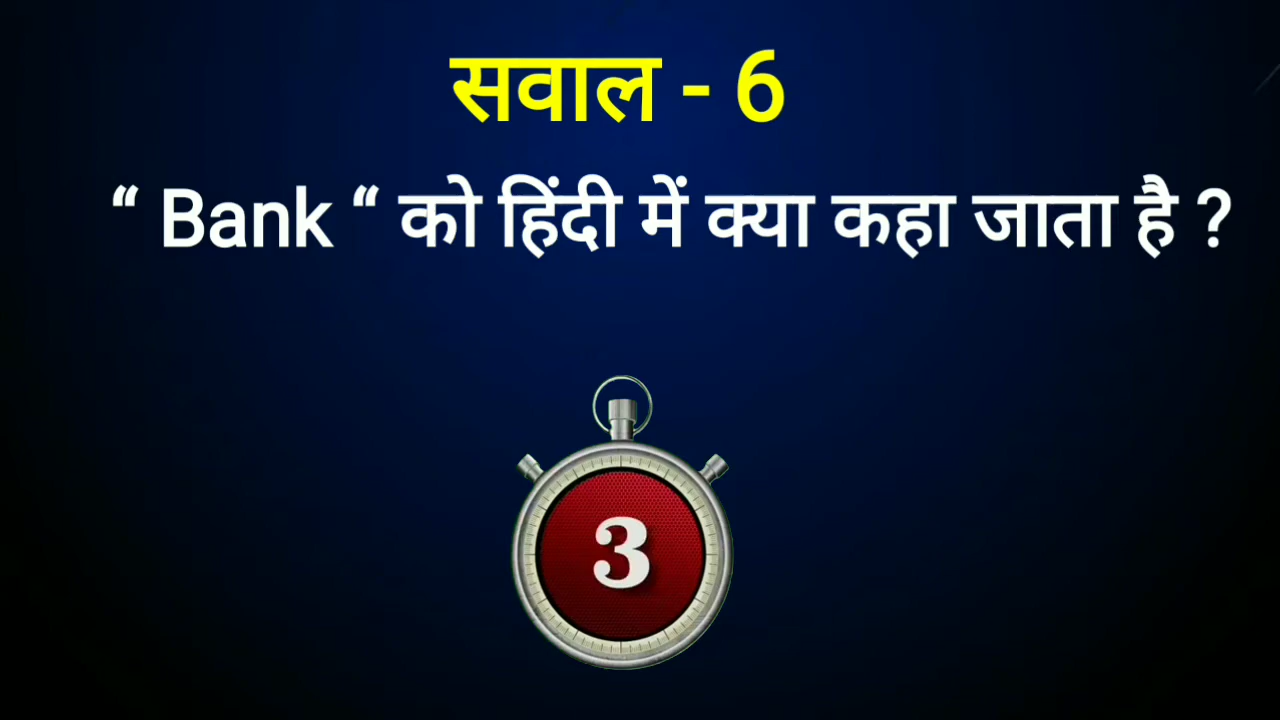 सवाल - 6
“ Bank “ को हिंदी में क्या कहा जाता है ?
3